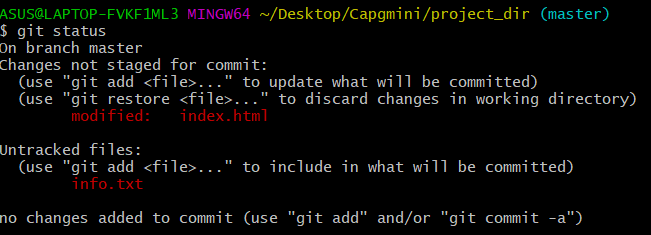 ASUS@LAPTOP-FVKF1ML3 MINGW64 ~/Desktop/Capgmini/project_dir (master)
$ git status
On branch master
Changes not staged for commit:
  (use "git add <file>..." to update what will be committed)
  (use "git restore <file>..." to discard changes in working directory)
        modified:   index.html

Untracked files:
  (use "git add <file>..." to include in what will be committed)
        info.txt

no changes added to commit (use "git add" and/or "git commit -a")